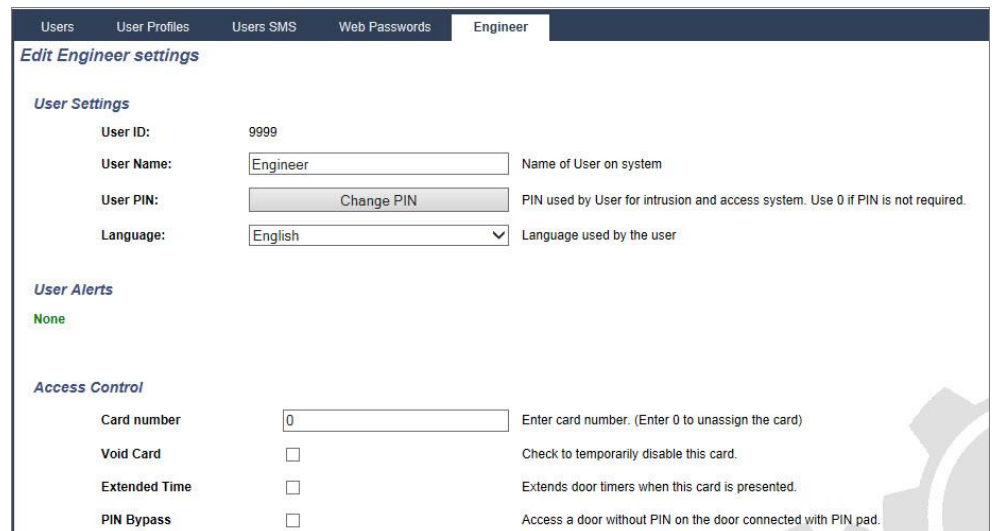 Users User Profiles Users SMS Web Passwords Engineer
Edit Engineer settings
User Settings
User ID: 9999
User Name: Engineer Name of User on system
User PIN: Change PIN PIN used by User for intrusion and access system. Use 0 if PIN is not required.
Language: English Language used by the user
User Alerts
None
Access Control
Card number 0 Enter card number. (Enter 0 to unassign the card)
Void Card Check to temporarily disable this card.
Extended Time Extends door timers when this card is presented.
PIN Bypass Access a door without PIN on the door connected with PIN pad.